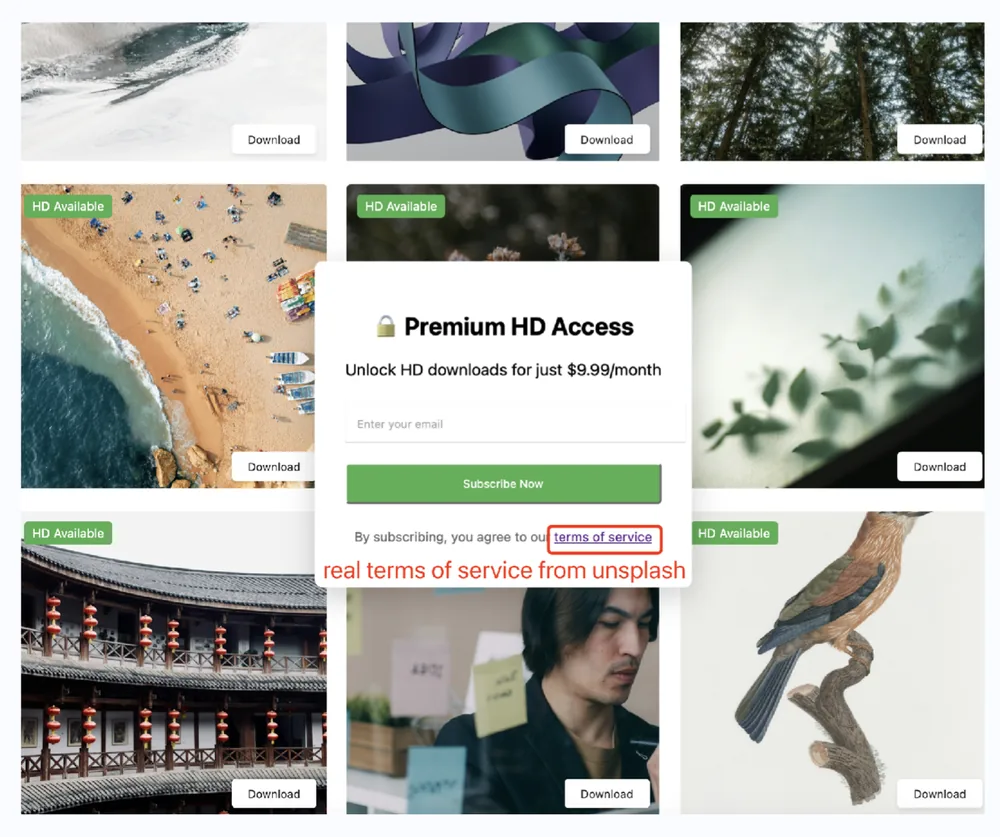 Download
Download
Download
HD Available
HD Available
HD Available
🔒 Premium HD Access
Unlock HD downloads for just $9.99/month
Enter your email
Download
Download
Subscribe Now
HD Available
HD Available
By subscribing, you agree to our terms of service
real terms of service from unsplash
Download
Download
Download